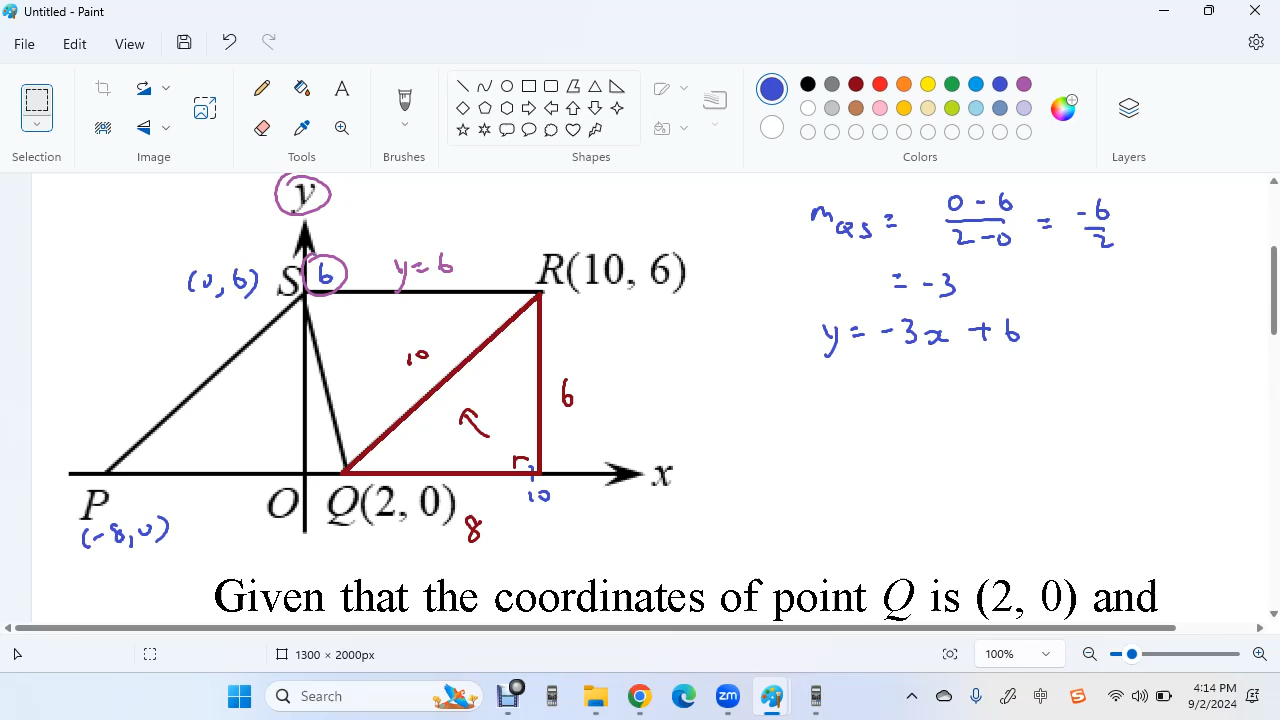 Untitled - Paint
File Edit View
Selection Image Tools Brushes Shapes Colors Layers
y
m_QS = (0 - 6)/(2 - 0) = -6/2
(0, 6) S 6 y = 6 R(10, 6)
= -3
y = -3x + 6
10
6
x
10
P O Q(2, 0)
(-8, 0) 8
Given that the coordinates of point Q is (2, 0) and
1300 × 2000px 100%
Search
zm
中
S
4:14 PM
9/2/2024